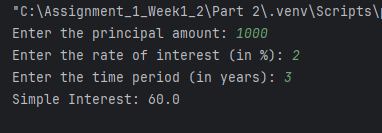 "C:\Assignment_1_Week1_2\Part 2\.venv\Scripts\
Enter the principal amount: 1000
Enter the rate of interest (in %): 2
Enter the time period (in years): 3
Simple Interest: 60.0